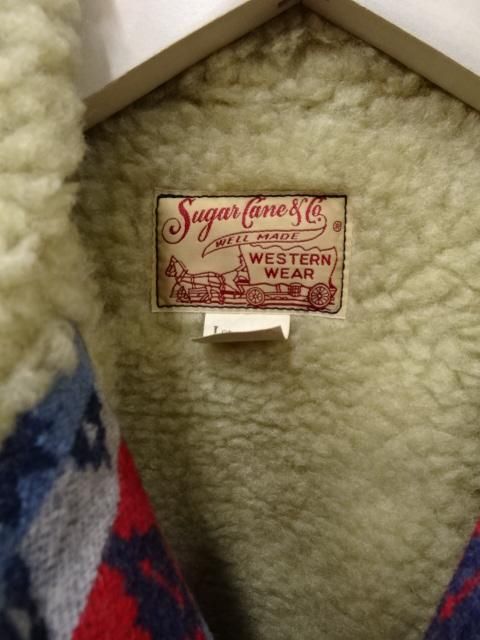 Sugar Cane & Co.
®
WELL MADE
WESTERN
WEAR
L